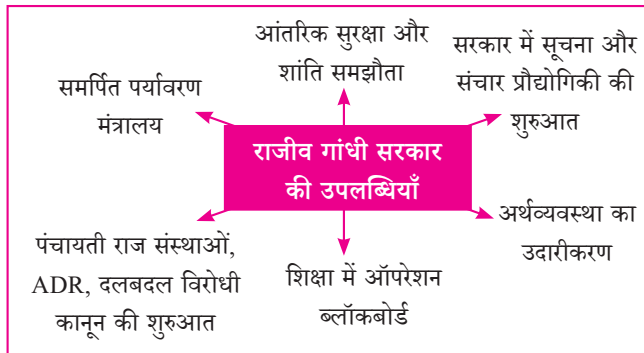 आंतरिक सुरक्षा और
शांति समझौता
सरकार में सूचना और
संचार प्रौद्योगिकी की
शुरुआत
समर्पित पर्यावरण
मंत्रालय
राजीव गांधी सरकार
की उपलब्धियाँ
अर्थव्यवस्था का
उदारीकरण
पंचायती राज संस्थाओं,
ADR, दलबदल विरोधी
कानून की शुरुआत
शिक्षा में ऑपरेशन
ब्लॉकबोर्ड